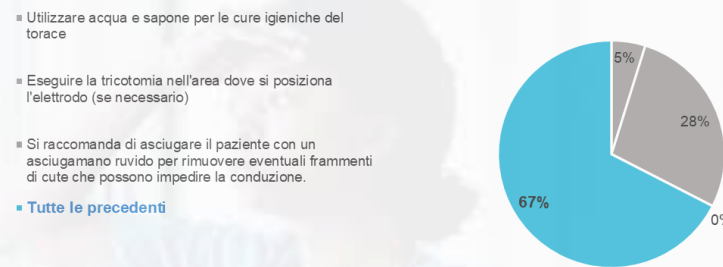 Utilizzare acqua e sapone per le cure igieniche del
torace
Eseguire la tricotomia nell'area dove si posiziona
l'elettrodo (se necessario)
Si raccomanda di asciugare il paziente con un
asciugamano ruvido per rimuovere eventuali frammenti
di cute che possono impedire la conduzione.
Tutte le precedenti
5%
28%
67%
0%